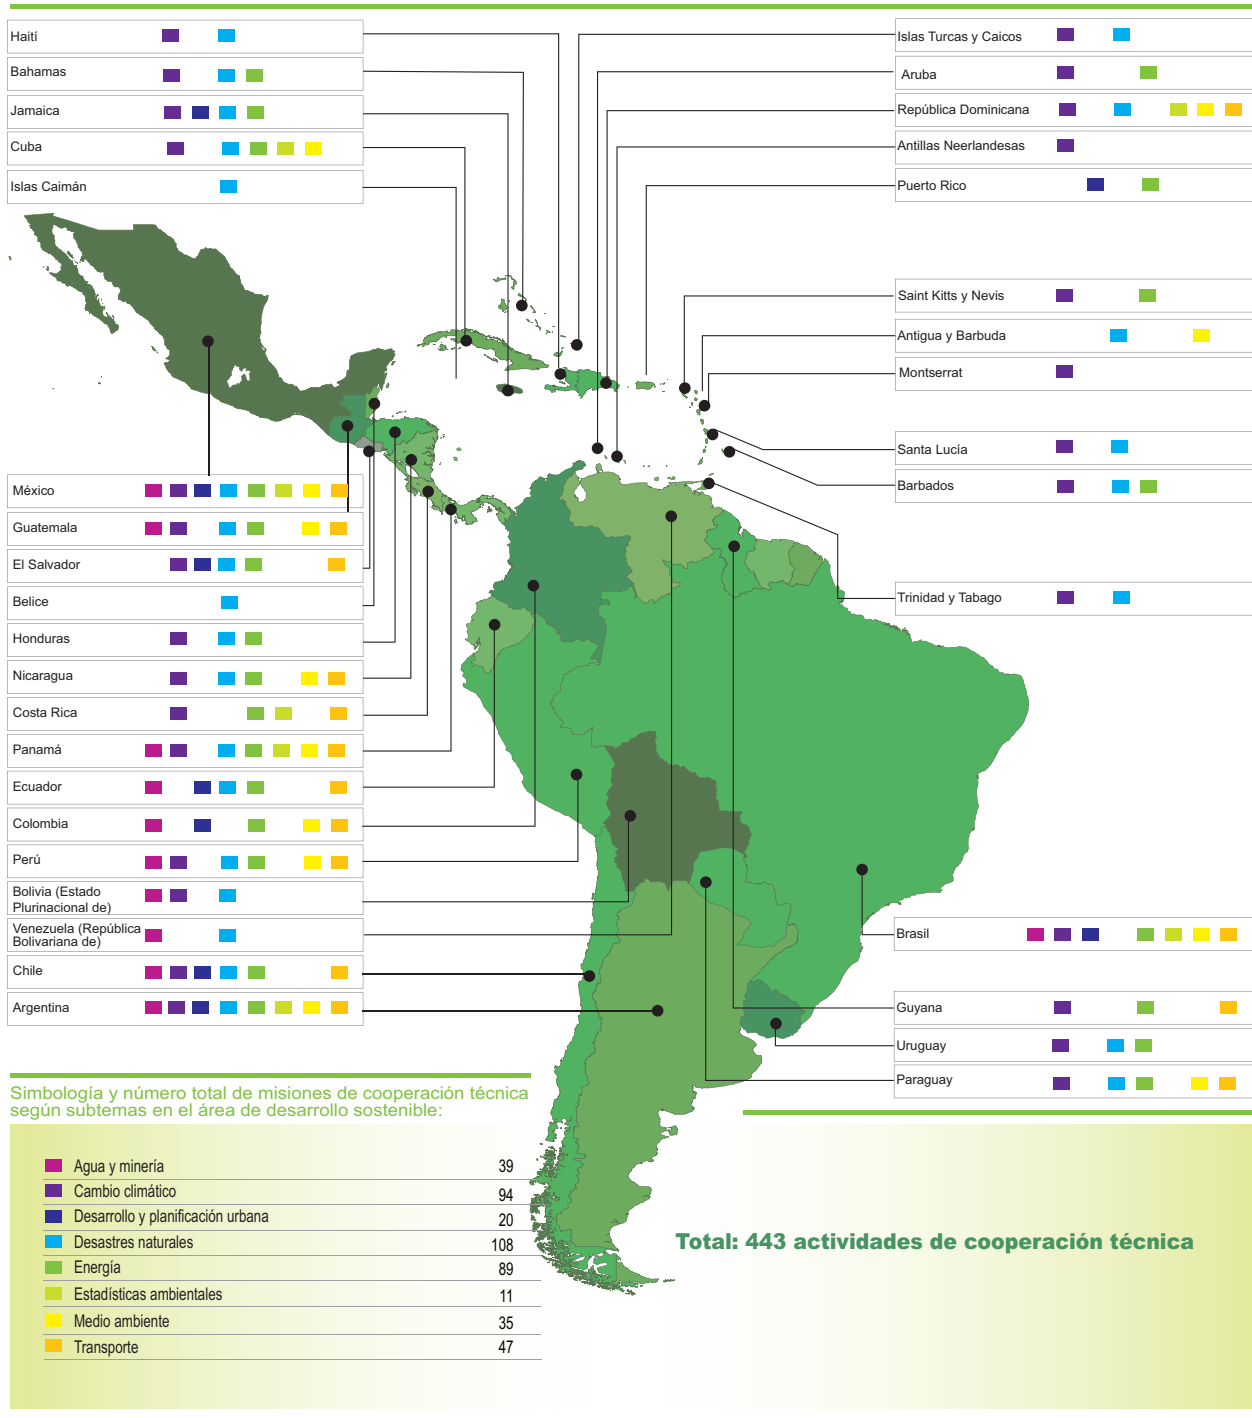 Haití
Bahamas
Jamaica
Cuba
Islas Caimán
Islas Turcas y Caicos
Aruba
República Dominicana
Antillas Neerlandesas
Puerto Rico
Saint Kitts y Nevis
Antigua y Barbuda
Montserrat
Santa Lucía
Barbados
Trinidad y Tabago
México
Guatemala
El Salvador
Belice
Honduras
Nicaragua
Costa Rica
Panamá
Ecuador
Colombia
Perú
Bolivia (Estado
Plurinacional de)
Venezuela (República
Bolivariana de)
Chile
Argentina
Brasil
Guyana
Uruguay
Paraguay
Simbología y número total de misiones de cooperación técnica
según subtemas en el área de desarrollo sostenible:
Agua y minería 39
Cambio climático 94
Desarrollo y planificación urbana 20
Desastres naturales 108
Energía 89
Estadísticas ambientales 11
Medio ambiente 35
Transporte 47
Total: 443 actividades de cooperación técnica